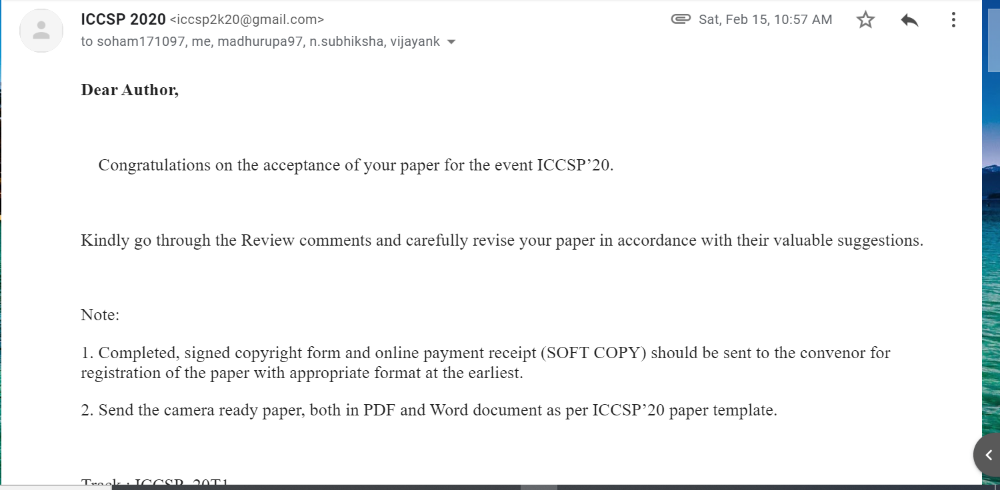 ICCSP 2020 <iccsp2k20@gmail.com>
Sat, Feb 15, 10:57 AM
to soham171097, me, madhurupa97, n.subhiksha, vijayank
Dear Author,
Congratulations on the acceptance of your paper for the event ICCSP’20.
Kindly go through the Review comments and carefully revise your paper in accordance with their valuable suggestions.
Note:
1. Completed, signed copyright form and online payment receipt (SOFT COPY) should be sent to the convenor for
registration of the paper with appropriate format at the earliest.
2. Send the camera ready paper, both in PDF and Word document as per ICCSP’20 paper template.
Track : ICCSP_20T1